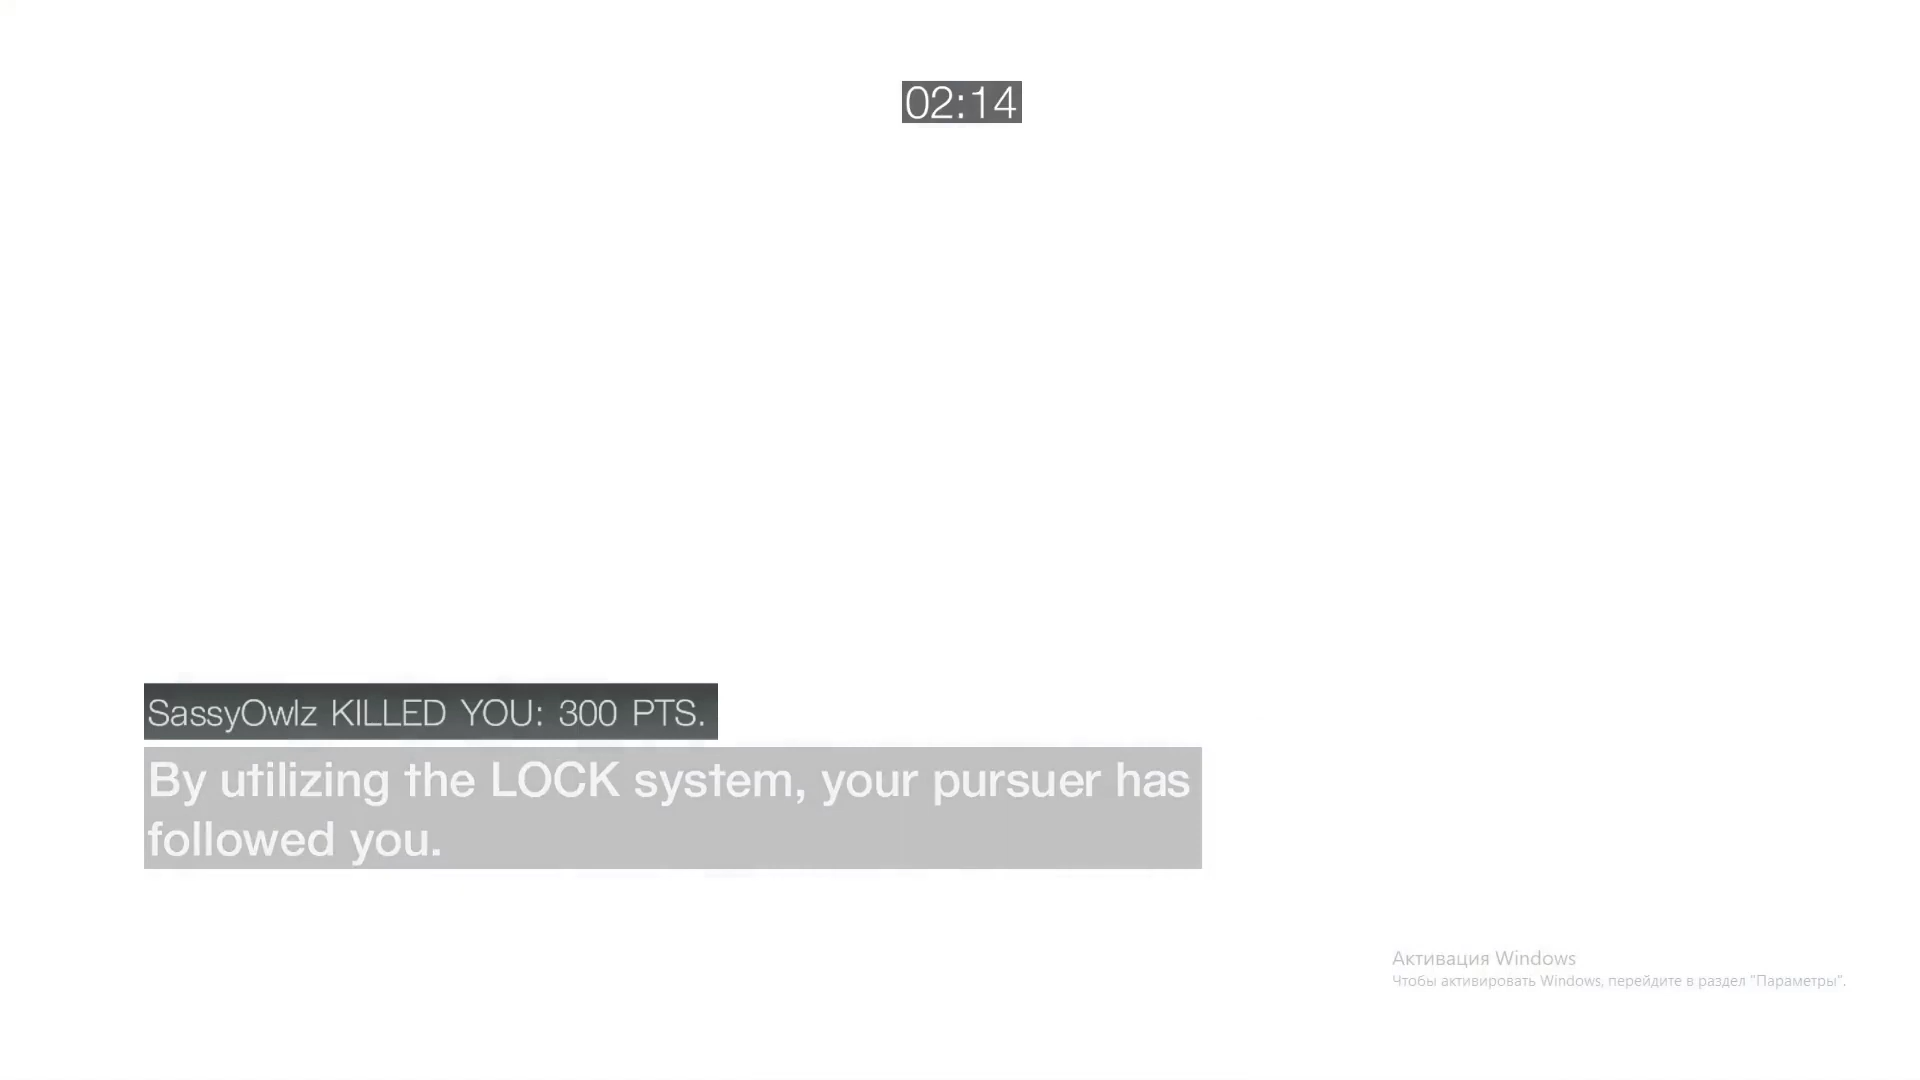 02:14
SassyOwlz KILLED YOU: 300 PTS.
By utilizing the LOCK system, your pursuer has
followed you.
Активация Windows
Чтобы активировать Windows, перейдите в раздел "Параметры".